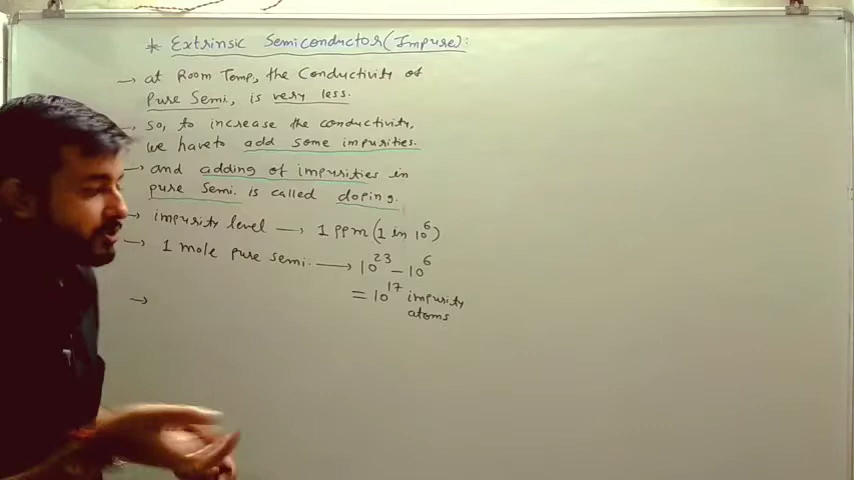 * Extrinsic Semiconductor (Impure):
→ at Room Temp, the Conductivity of
pure Semi, is very less.
→ so, to increase the conductivity,
we have to add some impurities.
→ and adding of impurities in
pure semi. is called doping.
→ impurity level → 1 ppm (1 in 10⁶)
→ 1 mole pure semi. → 10²³ - 10⁶
= 10¹⁷ impurity
atoms
→